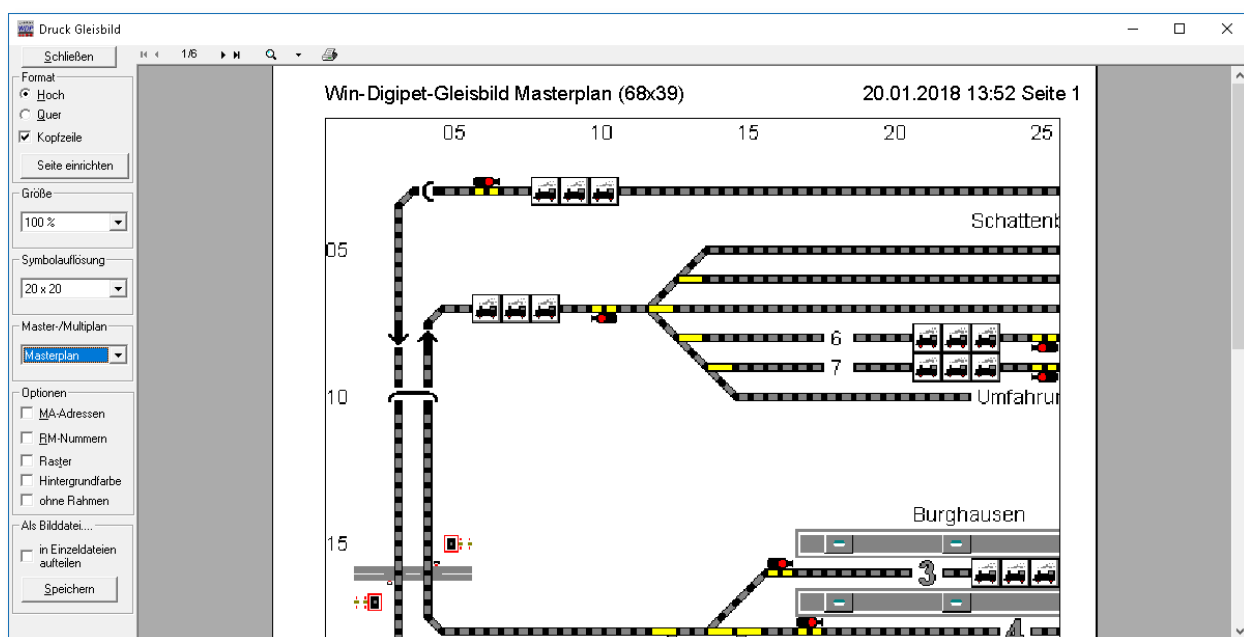 Druck Gleisbild
Schließen
1/6
Format
Hoch
Quer
Kopfzeile
Seite einrichten
Größe
100 %
Symbolauflösung
20 x 20
Master-/Multiplan
Masterplan
Optionen
MA-Adressen
RM-Nummern
Raster
Hintergrundfarbe
ohne Rahmen
Als Bilddatei....
in Einzeldateien
aufteilen
Speichern
Win-Digipet-Gleisbild Masterplan (68x39) 20.01.2018 13:52 Seite 1
05 10 15 20 25
Schattenb
05
6
7
10
Umfahrun
Burghausen
15
3
4